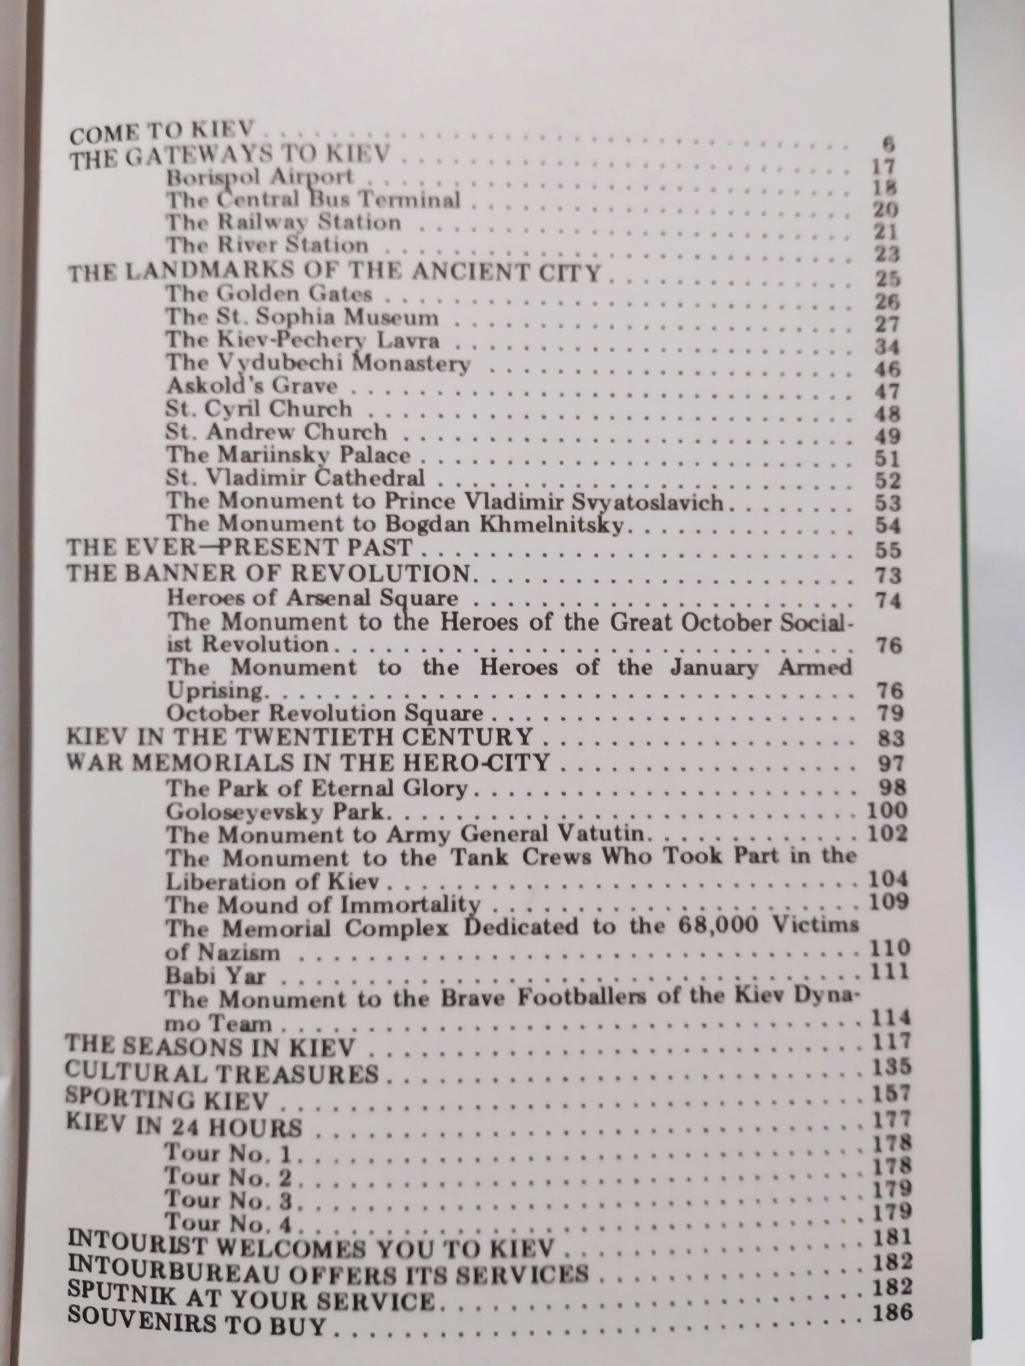 COME TO KIEV . . . . . . . . . . . . . . . . . . . . . . . . . . . . . . 6
THE GATEWAYS TO KIEV . . . . . . . . . . . . . . . . . . . . . . . . . . 17
Borispol Airport . . . . . . . . . . . . . . . . . . . . . . . . . . . . 18
The Central Bus Terminal . . . . . . . . . . . . . . . . . . . . . . . . 20
The Railway Station . . . . . . . . . . . . . . . . . . . . . . . . . . 21
The River Station . . . . . . . . . . . . . . . . . . . . . . . . . . . 23
THE LANDMARKS OF THE ANCIENT CITY . . . . . . . . . . . . . . . 25
The Golden Gates . . . . . . . . . . . . . . . . . . . . . . . . . . . . 26
The St. Sophia Museum . . . . . . . . . . . . . . . . . . . . . . . . 27
The Kiev-Pechery Lavra . . . . . . . . . . . . . . . . . . . . . . . . 34
The Vydubechi Monastery . . . . . . . . . . . . . . . . . . . . . . 46
Askold's Grave . . . . . . . . . . . . . . . . . . . . . . . . . . . . . 47
St. Cyril Church . . . . . . . . . . . . . . . . . . . . . . . . . . . . 48
St. Andrew Church . . . . . . . . . . . . . . . . . . . . . . . . . . 49
The Mariinsky Palace . . . . . . . . . . . . . . . . . . . . . . . . . 51
St. Vladimir Cathedral . . . . . . . . . . . . . . . . . . . . . . . . 52
The Monument to Prince Vladimir Svyatoslavich . . . . . . . . 53
The Monument to Bogdan Khmelnitsky . . . . . . . . . . . . . . 54
THE EVER—PRESENT PAST . . . . . . . . . . . . . . . . . . . . . . . . . 55
THE BANNER OF REVOLUTION . . . . . . . . . . . . . . . . . . . . . . 73
Heroes of Arsenal Square . . . . . . . . . . . . . . . . . . . . . . . 74
The Monument to the Heroes of the Great October Social-
ist Revolution . . . . . . . . . . . . . . . . . . . . . . . . . . . . . . 76
The Monument to the Heroes of the January Armed
Uprising . . . . . . . . . . . . . . . . . . . . . . . . . . . . . . . . . . 76
October Revolution Square . . . . . . . . . . . . . . . . . . . . . . 79
KIEV IN THE TWENTIETH CENTURY . . . . . . . . . . . . . . . . . . 83
WAR MEMORIALS IN THE HERO-CITY . . . . . . . . . . . . . . . . . 97
The Park of Eternal Glory . . . . . . . . . . . . . . . . . . . . . . . 98
Goloseyevsky Park . . . . . . . . . . . . . . . . . . . . . . . . . . . 100
The Monument to Army General Vatutin . . . . . . . . . . . . . 102
The Monument to the Tank Crews Who Took Part in the
Liberation of Kiev . . . . . . . . . . . . . . . . . . . . . . . . . . . 104
The Mound of Immortality . . . . . . . . . . . . . . . . . . . . . 109
The Memorial Complex Dedicated to the 68,000 Victims
of Nazism . . . . . . . . . . . . . . . . . . . . . . . . . . . . . . . . 110
Babi Yar . . . . . . . . . . . . . . . . . . . . . . . . . . . . . . . . . 111
The Monument to the Brave Footballers of the Kiev Dyna-
mo Team . . . . . . . . . . . . . . . . . . . . . . . . . . . . . . . . . 114
THE SEASONS IN KIEV . . . . . . . . . . . . . . . . . . . . . . . . . . . 117
CULTURAL TREASURES . . . . . . . . . . . . . . . . . . . . . . . . . . . 135
SPORTING KIEV . . . . . . . . . . . . . . . . . . . . . . . . . . . . . . . . 157
KIEV IN 24 HOURS . . . . . . . . . . . . . . . . . . . . . . . . . . . . . . 177
Tour No. 1 . . . . . . . . . . . . . . . . . . . . . . . . . . . . . . . . 178
Tour No. 2 . . . . . . . . . . . . . . . . . . . . . . . . . . . . . . . . 178
Tour No. 3 . . . . . . . . . . . . . . . . . . . . . . . . . . . . . . . . 179
Tour No. 4 . . . . . . . . . . . . . . . . . . . . . . . . . . . . . . . . 179
INTOURIST WELCOMES YOU TO KIEV . . . . . . . . . . . . . . . . . 181
INTOURBUREAU OFFERS ITS SERVICES . . . . . . . . . . . . . . . . 182
SPUTNIK AT YOUR SERVICE . . . . . . . . . . . . . . . . . . . . . . . . 182
SOUVENIRS TO BUY . . . . . . . . . . . . . . . . . . . . . . . . . . . . . . 186